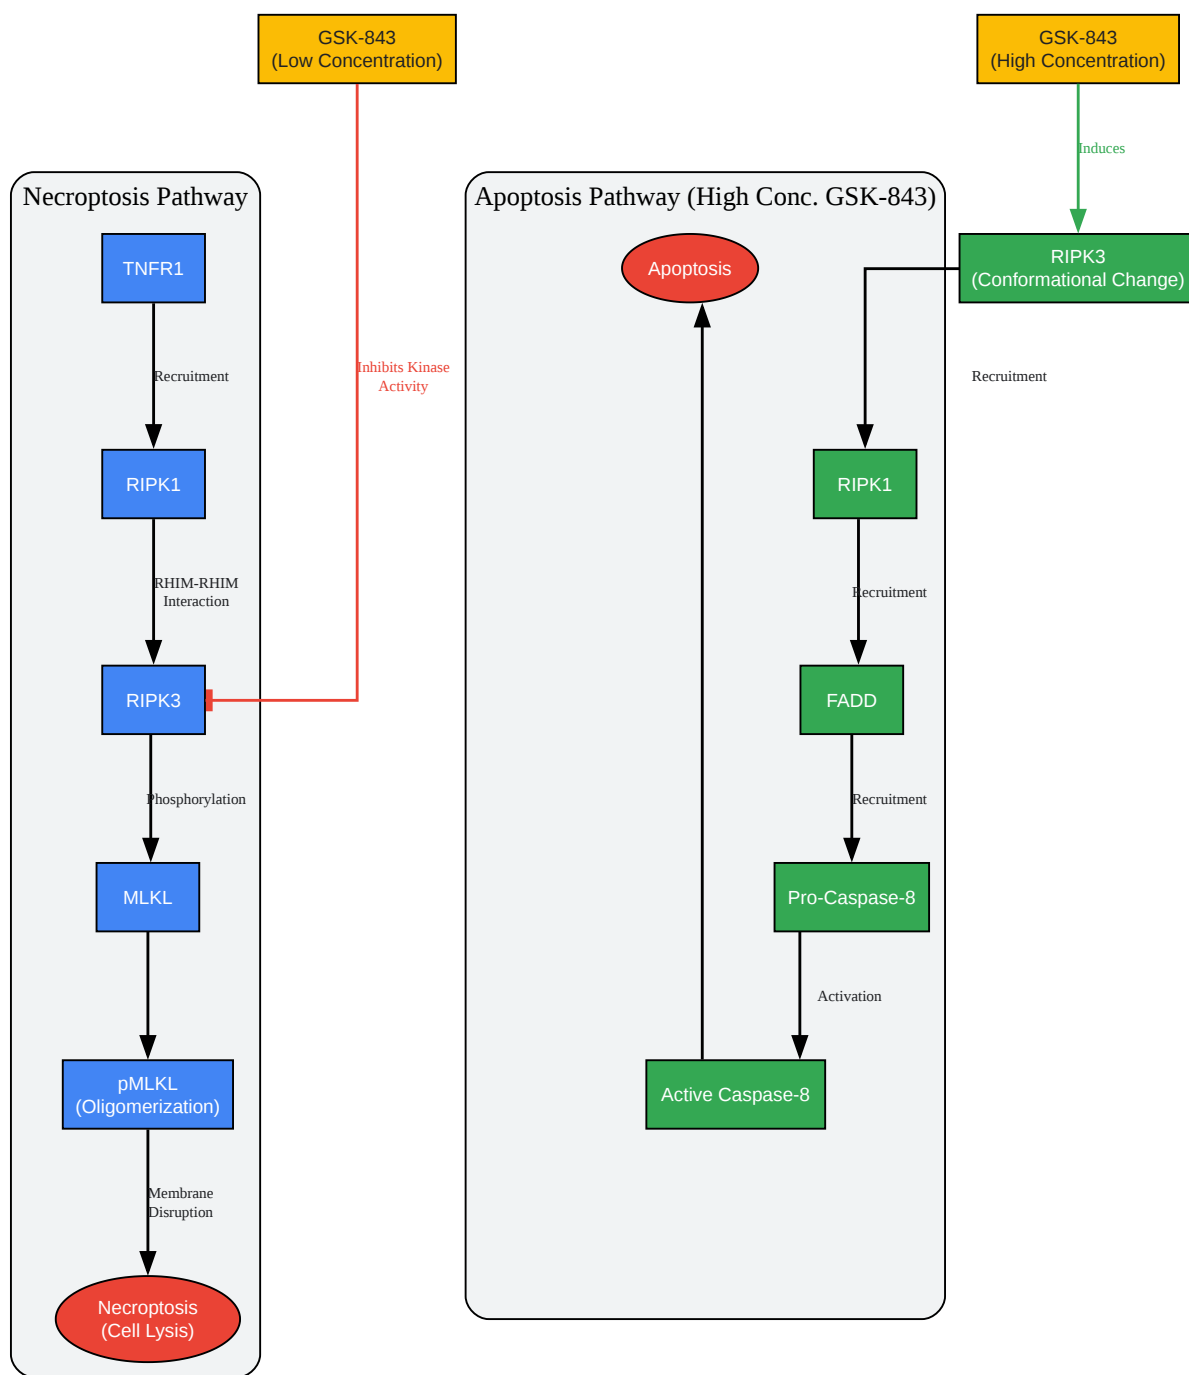 GSK-843
(Low Concentration)
GSK-843
(High Concentration)
Induces
Necroptosis Pathway
TNFR1
Recruitment
RIPK1
RHIM-RHIM
Interaction
RIPK3
Phosphorylation
MLKL
pMLKL
(Oligomerization)
Membrane
Disruption
Necroptosis
(Cell Lysis)
Inhibits Kinase
Activity
Apoptosis Pathway (High Conc. GSK-843)
Apoptosis
RIPK3
(Conformational Change)
Recruitment
RIPK1
Recruitment
FADD
Recruitment
Pro-Caspase-8
Activation
Active Caspase-8